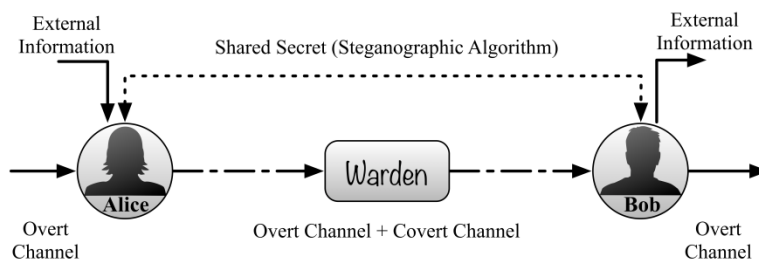 External
Information
Shared Secret (Steganographic Algorithm)
External
Information
Warden
Alice
Bob
Overt
Channel
Overt Channel + Covert Channel
Overt
Channel